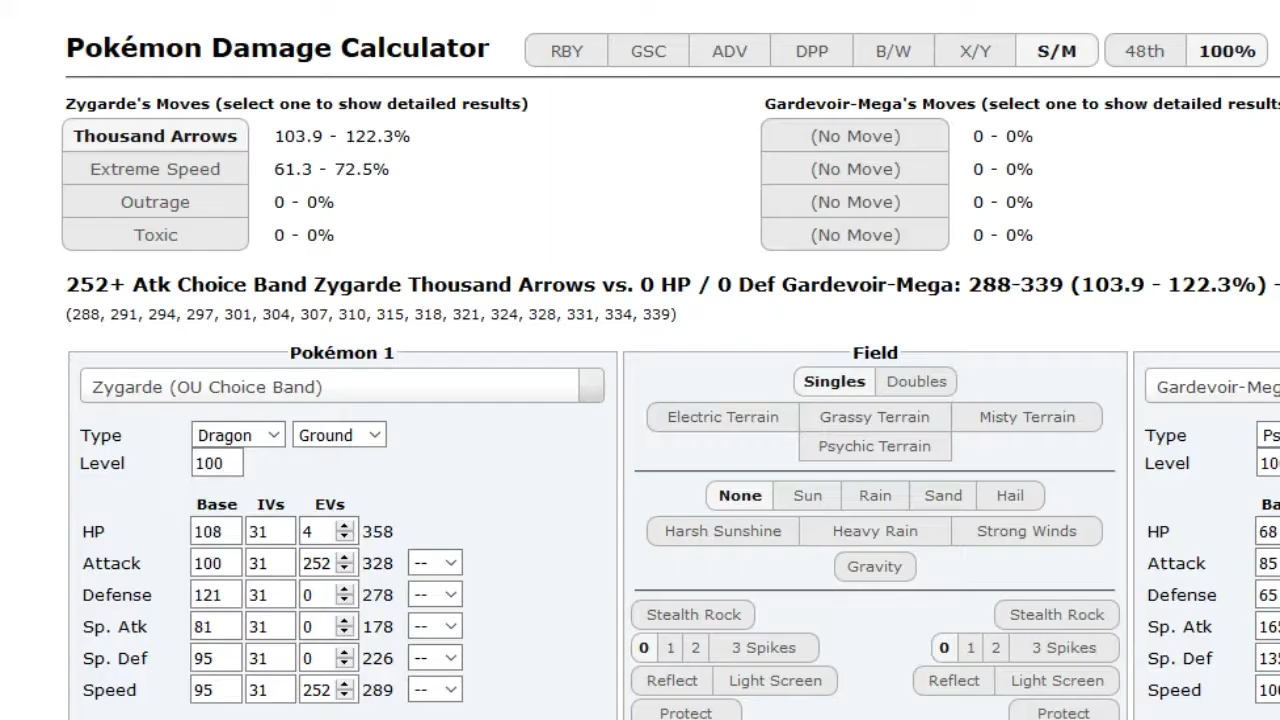 Pokémon Damage Calculator RBY GSC ADV DPP B/W X/Y S/M 48th 100%
Zygarde's Moves (select one to show detailed results) Gardevoir-Mega's Moves (select one to show detailed results
Thousand Arrows 103.9 - 122.3% (No Move) 0 - 0%
Extreme Speed 61.3 - 72.5% (No Move) 0 - 0%
Outrage 0 - 0% (No Move) 0 - 0%
Toxic 0 - 0% (No Move) 0 - 0%
252+ Atk Choice Band Zygarde Thousand Arrows vs. 0 HP / 0 Def Gardevoir-Mega: 288-339 (103.9 - 122.3%) -
(288, 291, 294, 297, 301, 304, 307, 310, 315, 318, 321, 324, 328, 331, 334, 339)
Pokémon 1
Zygarde (OU Choice Band)
Type Dragon Ground
Level 100
Base IVs EVs
HP 108 31 4 358
Attack 100 31 252 328 --
Defense 121 31 0 278 --
Sp. Atk 81 31 0 178 --
Sp. Def 95 31 0 226 --
Speed 95 31 252 289 --
Field
Singles Doubles
Electric Terrain Grassy Terrain Misty Terrain
Psychic Terrain
None Sun Rain Sand Hail
Harsh Sunshine Heavy Rain Strong Winds
Gravity
Stealth Rock Stealth Rock
0 1 2 3 Spikes 0 1 2 3 Spikes
Reflect Light Screen Reflect Light Screen
Protect Protect
Gardevoir-Meg
Type Ps
Level 10
Ba
HP 68
Attack 85
Defense 65
Sp. Atk 165
Sp. Def 135
Speed 100